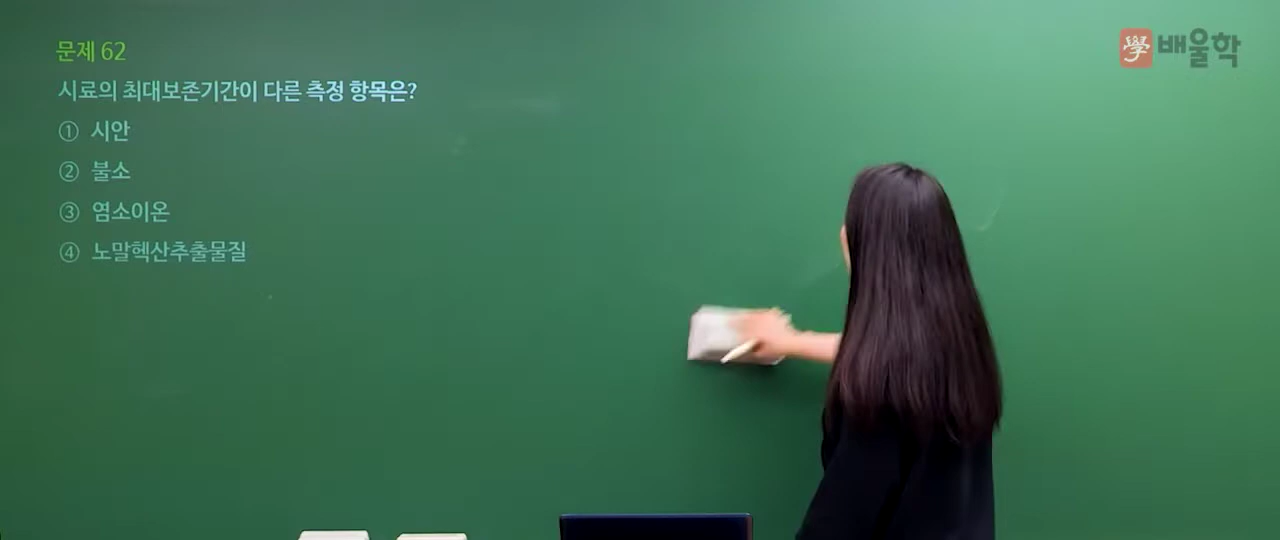 문제 62
시료의 최대보존기간이 다른 측정 항목은?
① 시안
② 불소
③ 염소이온
④ 노말헥산추출물질
學 배울학